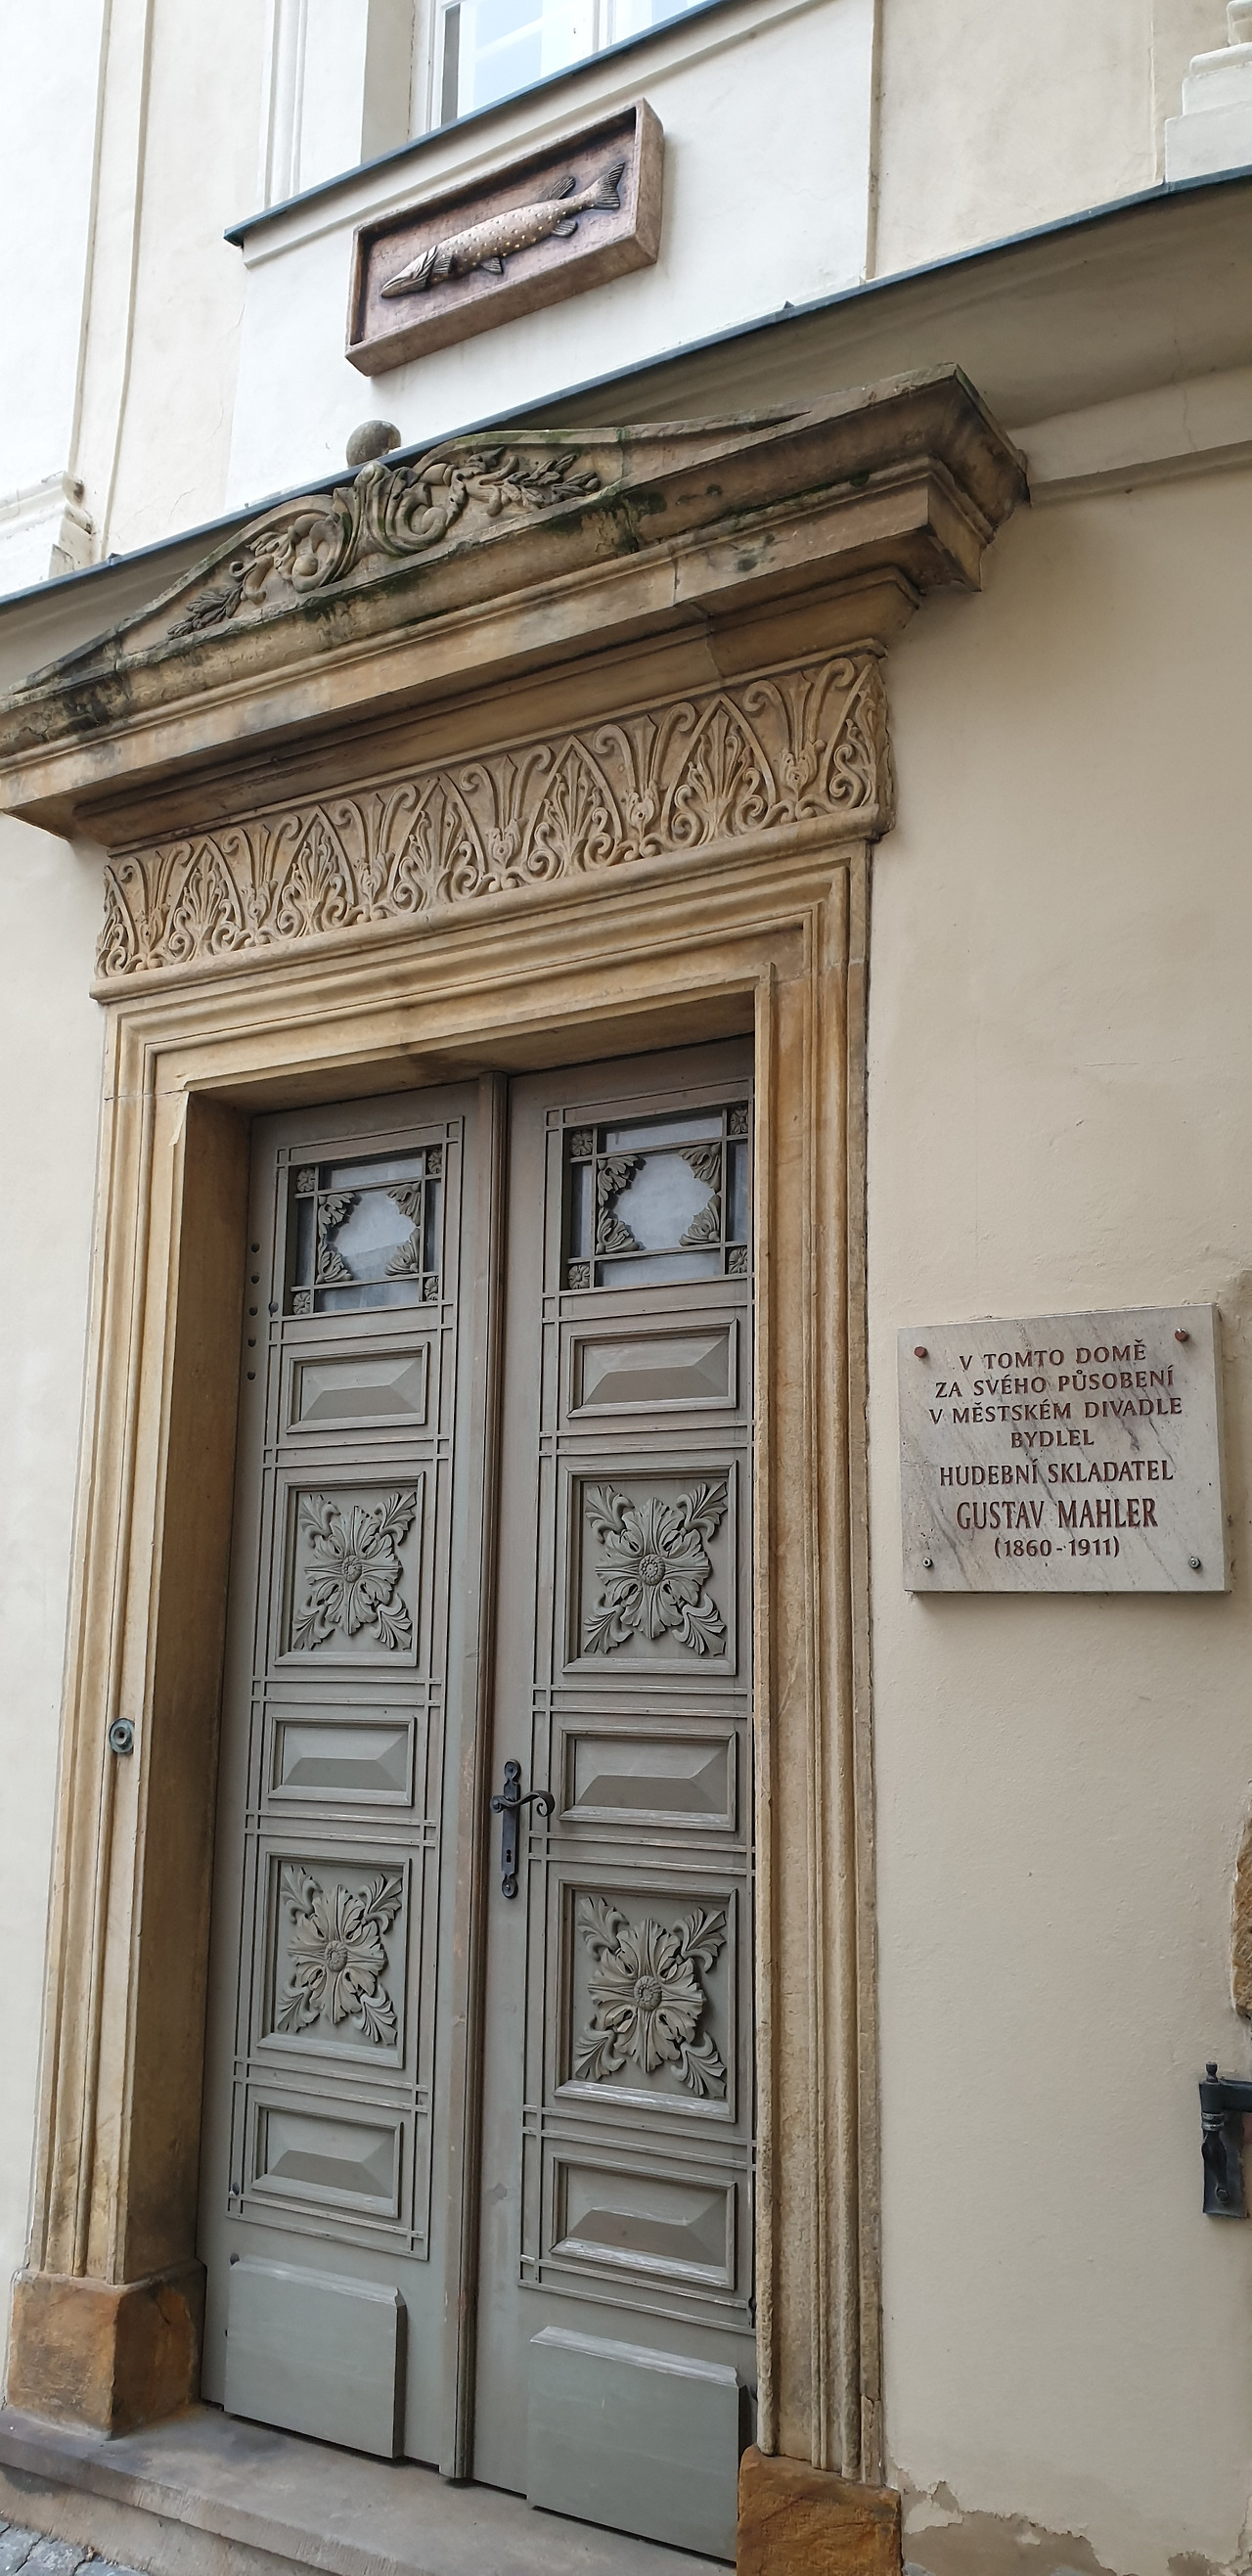 V TOMTO DOMĚ
ZA SVÉHO PŮSOBENÍ
V MĚSTSKÉM DIVADLE
BYDLEL
HUDEBNÍ SKLADATEL
GUSTAV MAHLER
(1860-1911)